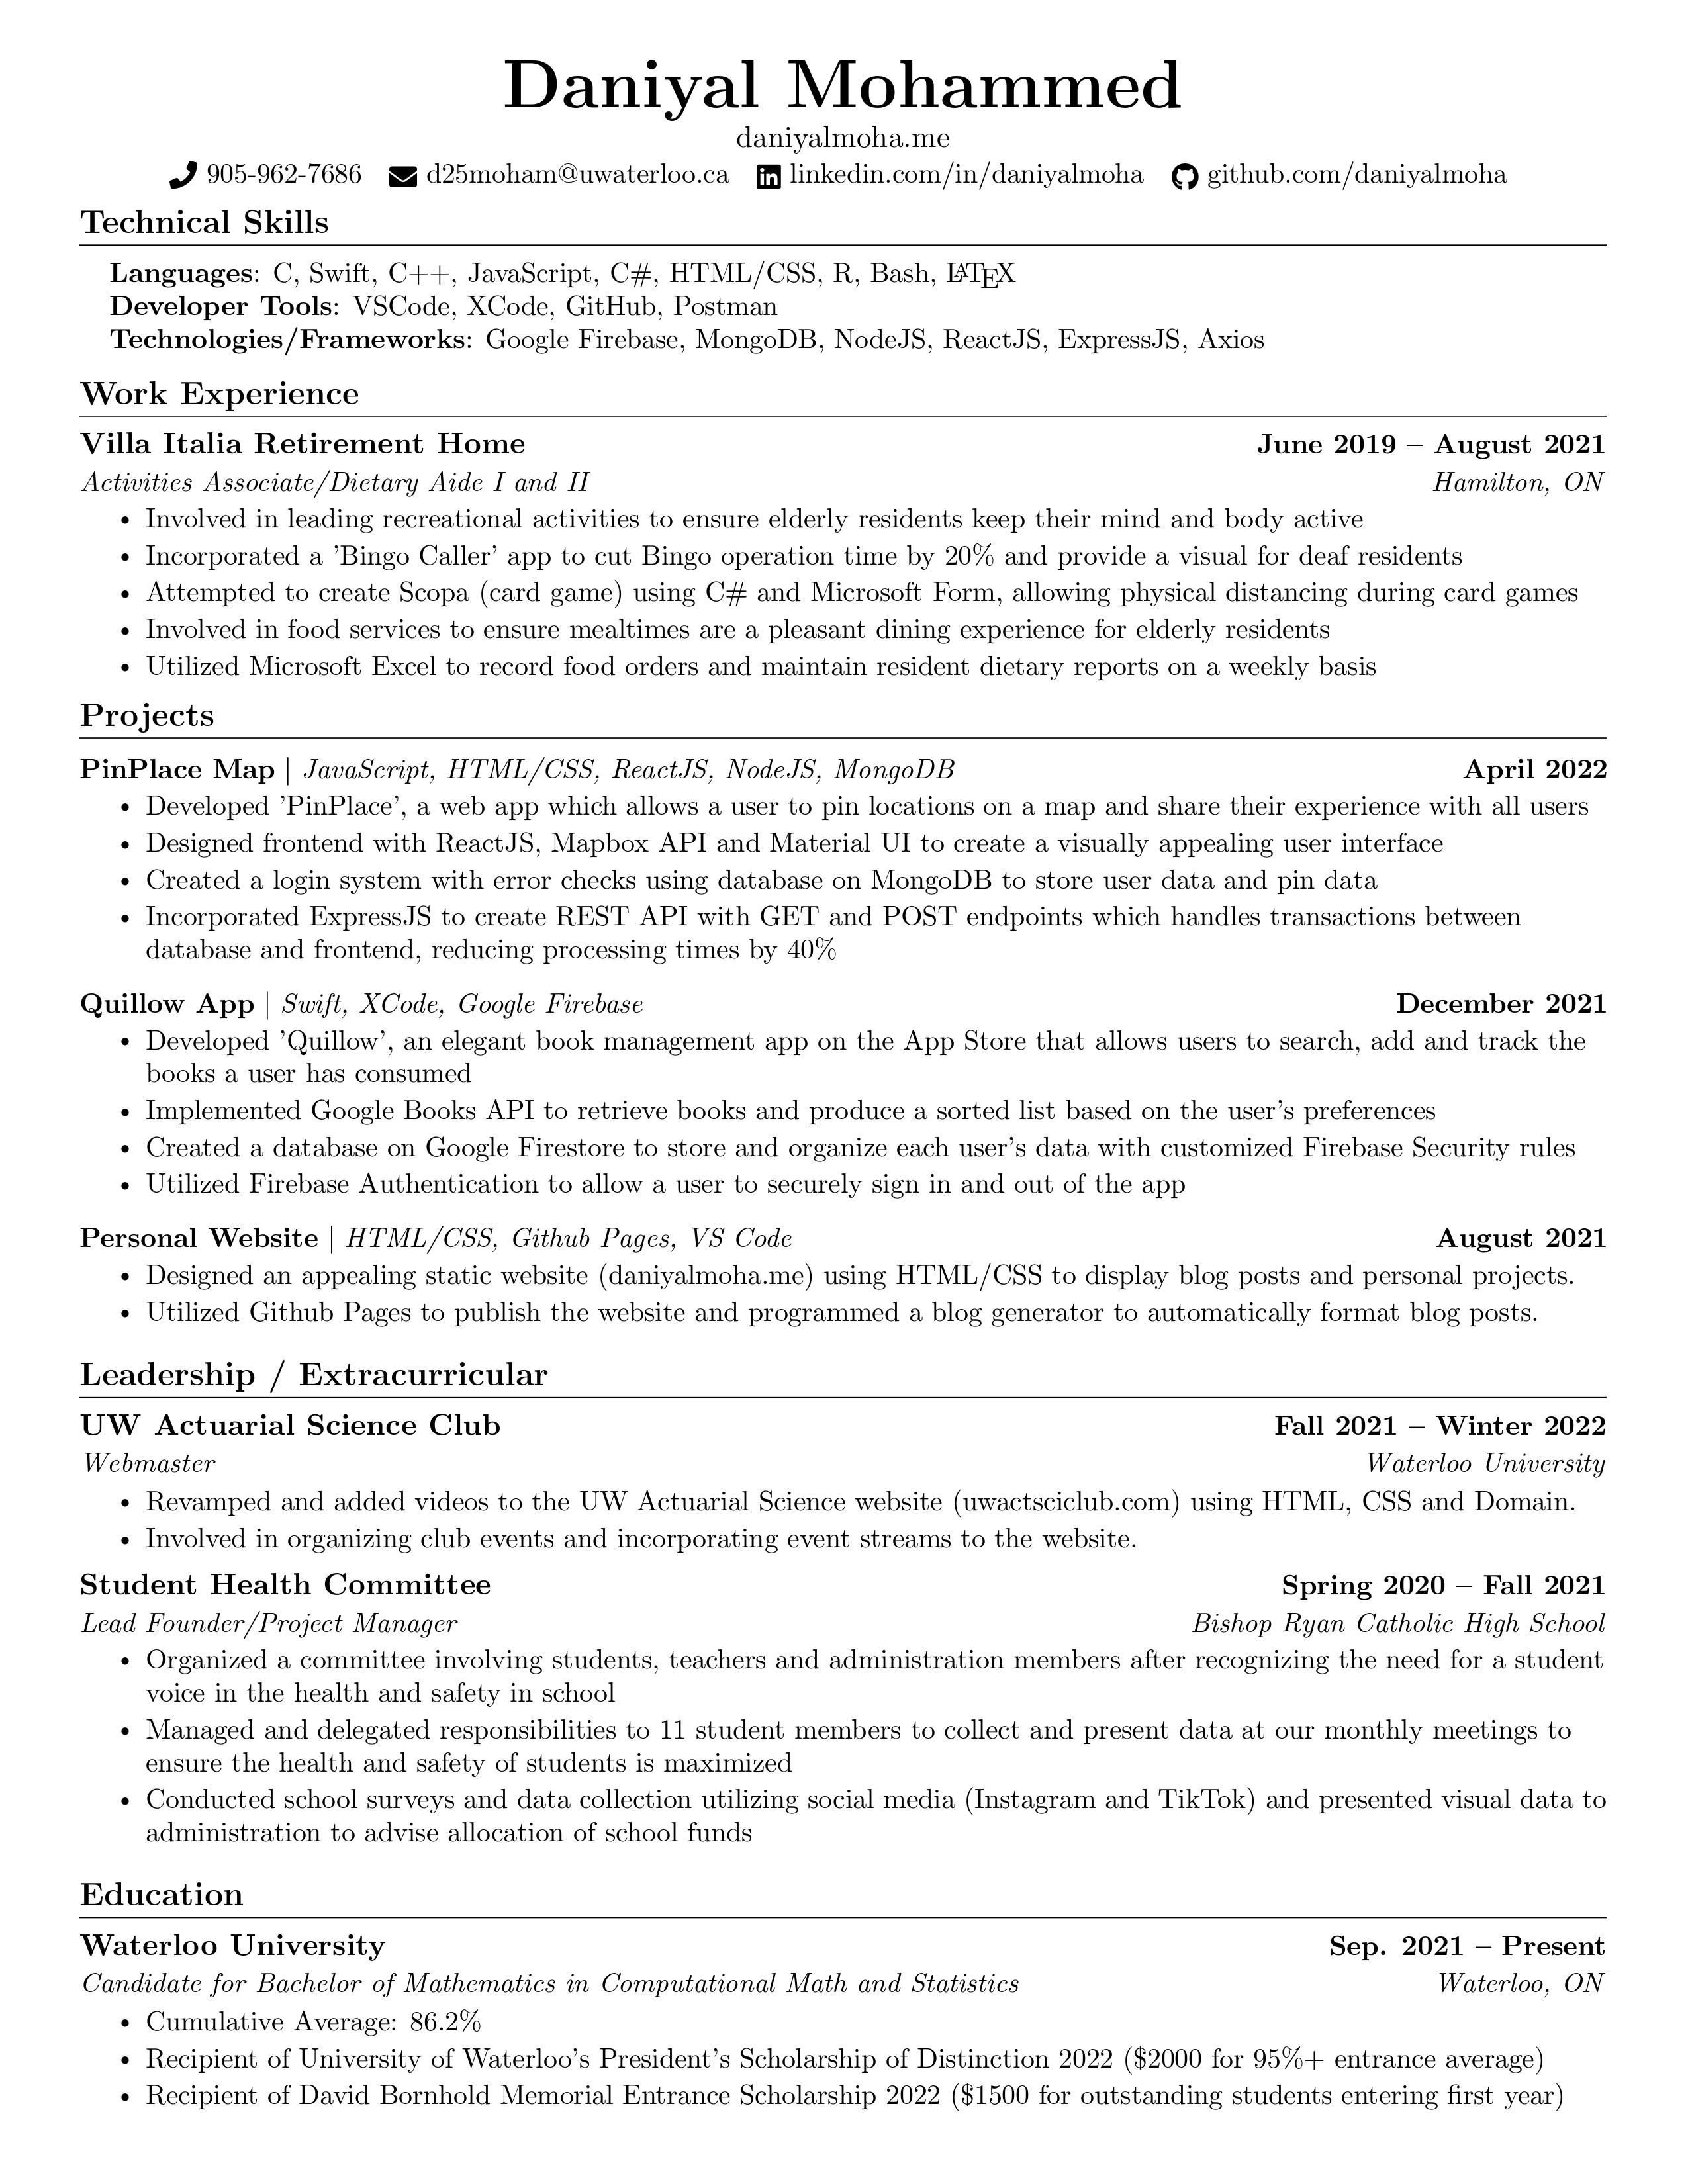 Daniyal Mohammed
daniyalmoha.me
905-962-7686 d25moham@uwaterloo.ca linkedin.com/in/daniyalmoha github.com/daniyalmoha
Technical Skills
Languages: C, Swift, C++, JavaScript, C#, HTML/CSS, R, Bash, LATEX
Developer Tools: VSCode, XCode, GitHub, Postman
Technologies/Frameworks: Google Firebase, MongoDB, NodeJS, ReactJS, ExpressJS, Axios
Work Experience
Villa Italia Retirement Home June 2019 – August 2021
Activities Associate/Dietary Aide I and II Hamilton, ON
• Involved in leading recreational activities to ensure elderly residents keep their mind and body active
• Incorporated a ’Bingo Caller’ app to cut Bingo operation time by 20% and provide a visual for deaf residents
• Attempted to create Scopa (card game) using C# and Microsoft Form, allowing physical distancing during card games
• Involved in food services to ensure mealtimes are a pleasant dining experience for elderly residents
• Utilized Microsoft Excel to record food orders and maintain resident dietary reports on a weekly basis
Projects
PinPlace Map | JavaScript, HTML/CSS, ReactJS, NodeJS, MongoDB April 2022
• Developed ’PinPlace’, a web app which allows a user to pin locations on a map and share their experience with all users
• Designed frontend with ReactJS, Mapbox API and Material UI to create a visually appealing user interface
• Created a login system with error checks using database on MongoDB to store user data and pin data
• Incorporated ExpressJS to create REST API with GET and POST endpoints which handles transactions between
database and frontend, reducing processing times by 40%
Quillow App | Swift, XCode, Google Firebase December 2021
• Developed ’Quillow’, an elegant book management app on the App Store that allows users to search, add and track the
books a user has consumed
• Implemented Google Books API to retrieve books and produce a sorted list based on the user’s preferences
• Created a database on Google Firestore to store and organize each user’s data with customized Firebase Security rules
• Utilized Firebase Authentication to allow a user to securely sign in and out of the app
Personal Website | HTML/CSS, Github Pages, VS Code August 2021
• Designed an appealing static website (daniyalmoha.me) using HTML/CSS to display blog posts and personal projects.
• Utilized Github Pages to publish the website and programmed a blog generator to automatically format blog posts.
Leadership / Extracurricular
UW Actuarial Science Club Fall 2021 – Winter 2022
Webmaster Waterloo University
• Revamped and added videos to the UW Actuarial Science website (uwactsciclub.com) using HTML, CSS and Domain.
• Involved in organizing club events and incorporating event streams to the website.
Student Health Committee Spring 2020 – Fall 2021
Lead Founder/Project Manager Bishop Ryan Catholic High School
• Organized a committee involving students, teachers and administration members after recognizing the need for a student
voice in the health and safety in school
• Managed and delegated responsibilities to 11 student members to collect and present data at our monthly meetings to
ensure the health and safety of students is maximized
• Conducted school surveys and data collection utilizing social media (Instagram and TikTok) and presented visual data to
administration to advise allocation of school funds
Education
Waterloo University Sep. 2021 – Present
Candidate for Bachelor of Mathematics in Computational Math and Statistics Waterloo, ON
• Cumulative Average: 86.2%
• Recipient of University of Waterloo’s President’s Scholarship of Distinction 2022 ($2000 for 95%+ entrance average)
• Recipient of David Bornhold Memorial Entrance Scholarship 2022 ($1500 for outstanding students entering first year)